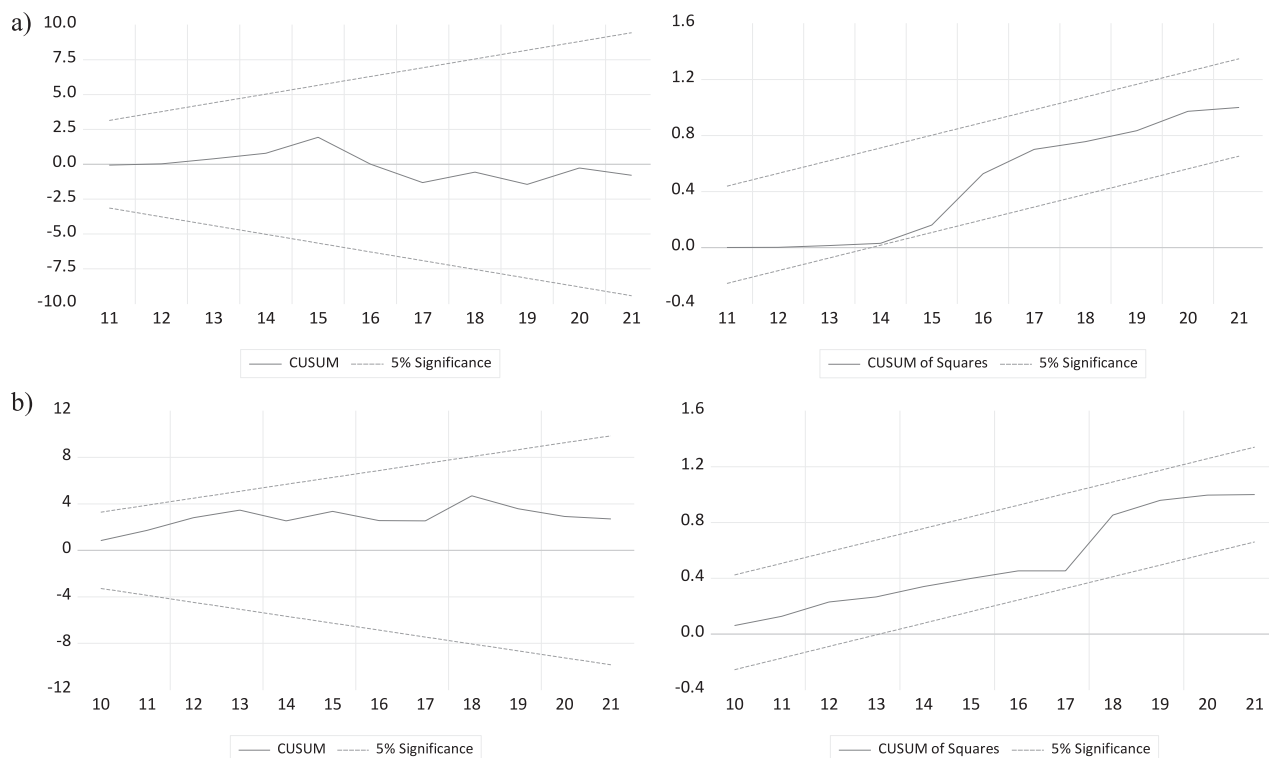 a)
10.0
7.5
5.0
2.5
0.0
-2.5
-5.0
-7.5
-10.0
11 12 13 14 15 16 17 18 19 20 21
CUSUM 5% Significance
1.6
1.2
0.8
0.4
0.0
-0.4
11 12 13 14 15 16 17 18 19 20 21
CUSUM of Squares 5% Significance
b)
12
8
4
0
-4
-8
-12
10 11 12 13 14 15 16 17 18 19 20 21
CUSUM 5% Significance
1.6
1.2
0.8
0.4
0.0
-0.4
10 11 12 13 14 15 16 17 18 19 20 21
CUSUM of Squares 5% Significance